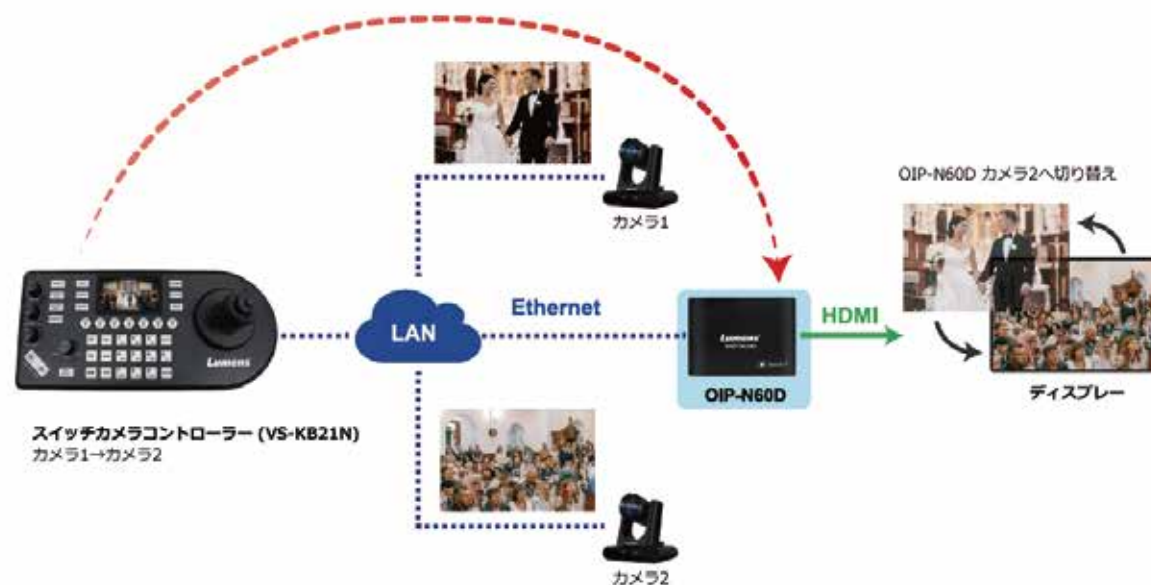 カメラ1
OIP-N60D カメラ2へ切り替え
LAN
Ethernet
Lumens
HDMI
Lumens
OIP-N60D
ディスプレー
スイッチカメラコントローラー (VS-KB21N)
カメラ1→カメラ2
カメラ2